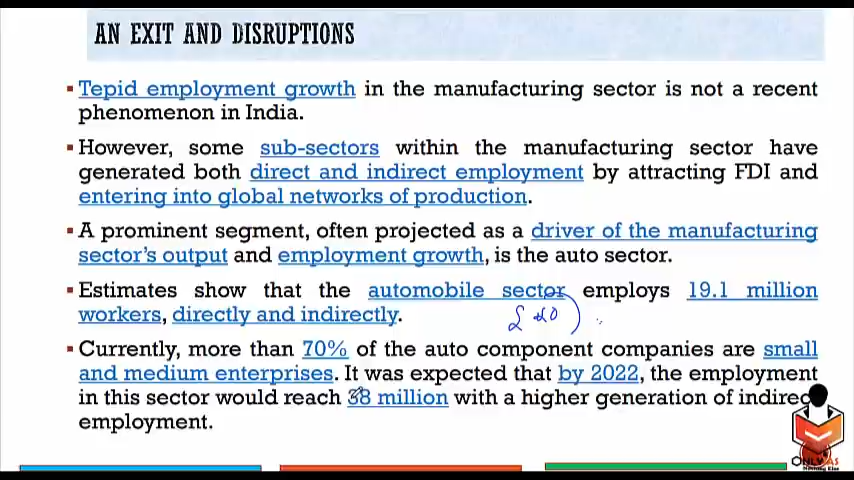 AN EXIT AND DISRUPTIONS
▪ Tepid employment growth in the manufacturing sector is not a recent
phenomenon in India.
▪ However, some sub-sectors within the manufacturing sector have
generated both direct and indirect employment by attracting FDI and
entering into global networks of production.
▪ A prominent segment, often projected as a driver of the manufacturing
sector's output and employment growth, is the auto sector.
▪ Estimates show that the automobile sector employs 19.1 million
workers, directly and indirectly.
▪ Currently, more than 70% of the auto component companies are small
and medium enterprises. It was expected that by 2022, the employment
in this sector would reach 38 million with a higher generation of indirect
employment.